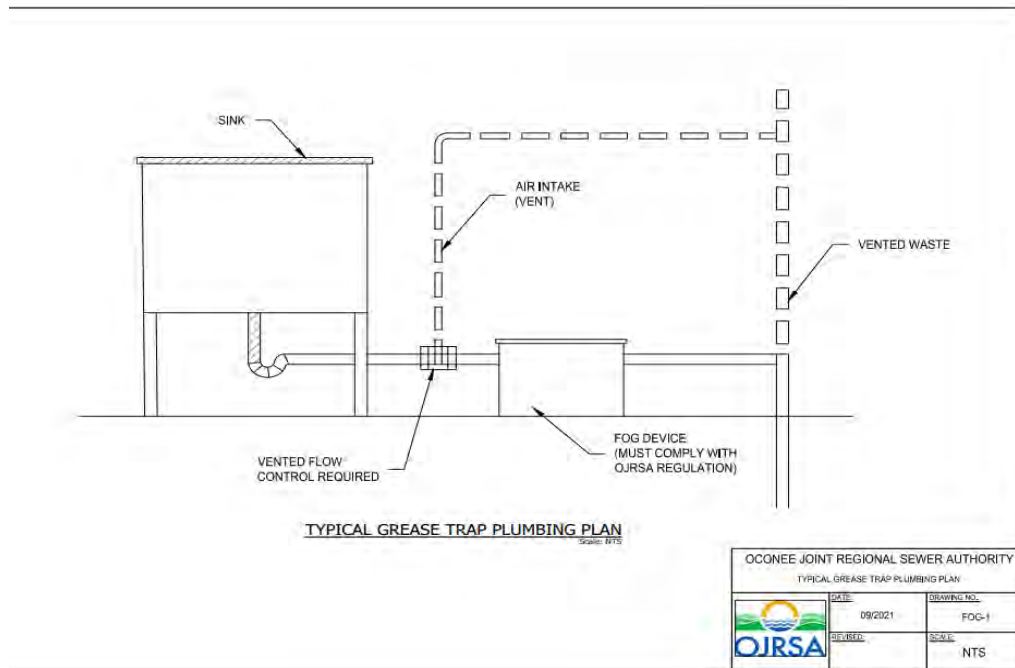 SINK
AIR INTAKE
(VENT)
VENTED WASTE
VENTED FLOW
CONTROL REQUIRED
FOG DEVICE
(MUST COMPLY WITH
OJRSA REGULATION)
TYPICAL GREASE TRAP PLUMBING PLAN
Scale: NTS
OCONEE JOINT REGIONAL SEWER AUTHORITY
TYPICAL GREASE TRAP PLUMBING PLAN
OJRSA
DATE:
09/2021
DRAWING NO.
FOG-1
REVISED:
SCALE:
NTS